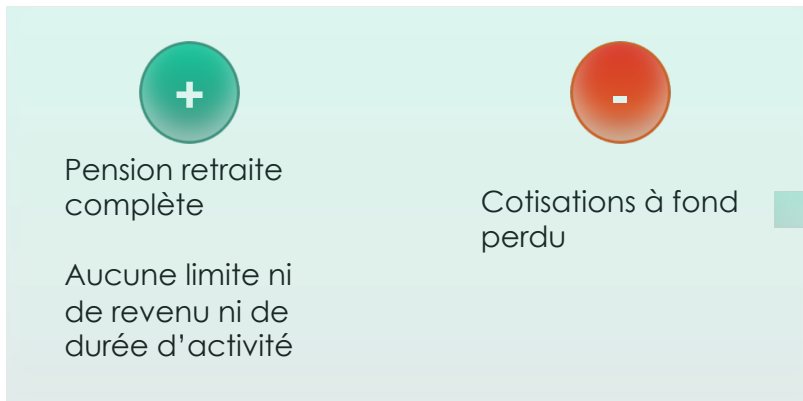 +
Pension retraite
complète
Aucune limite ni
de revenu ni de
durée d’activité
-
Cotisations à fond
perdu